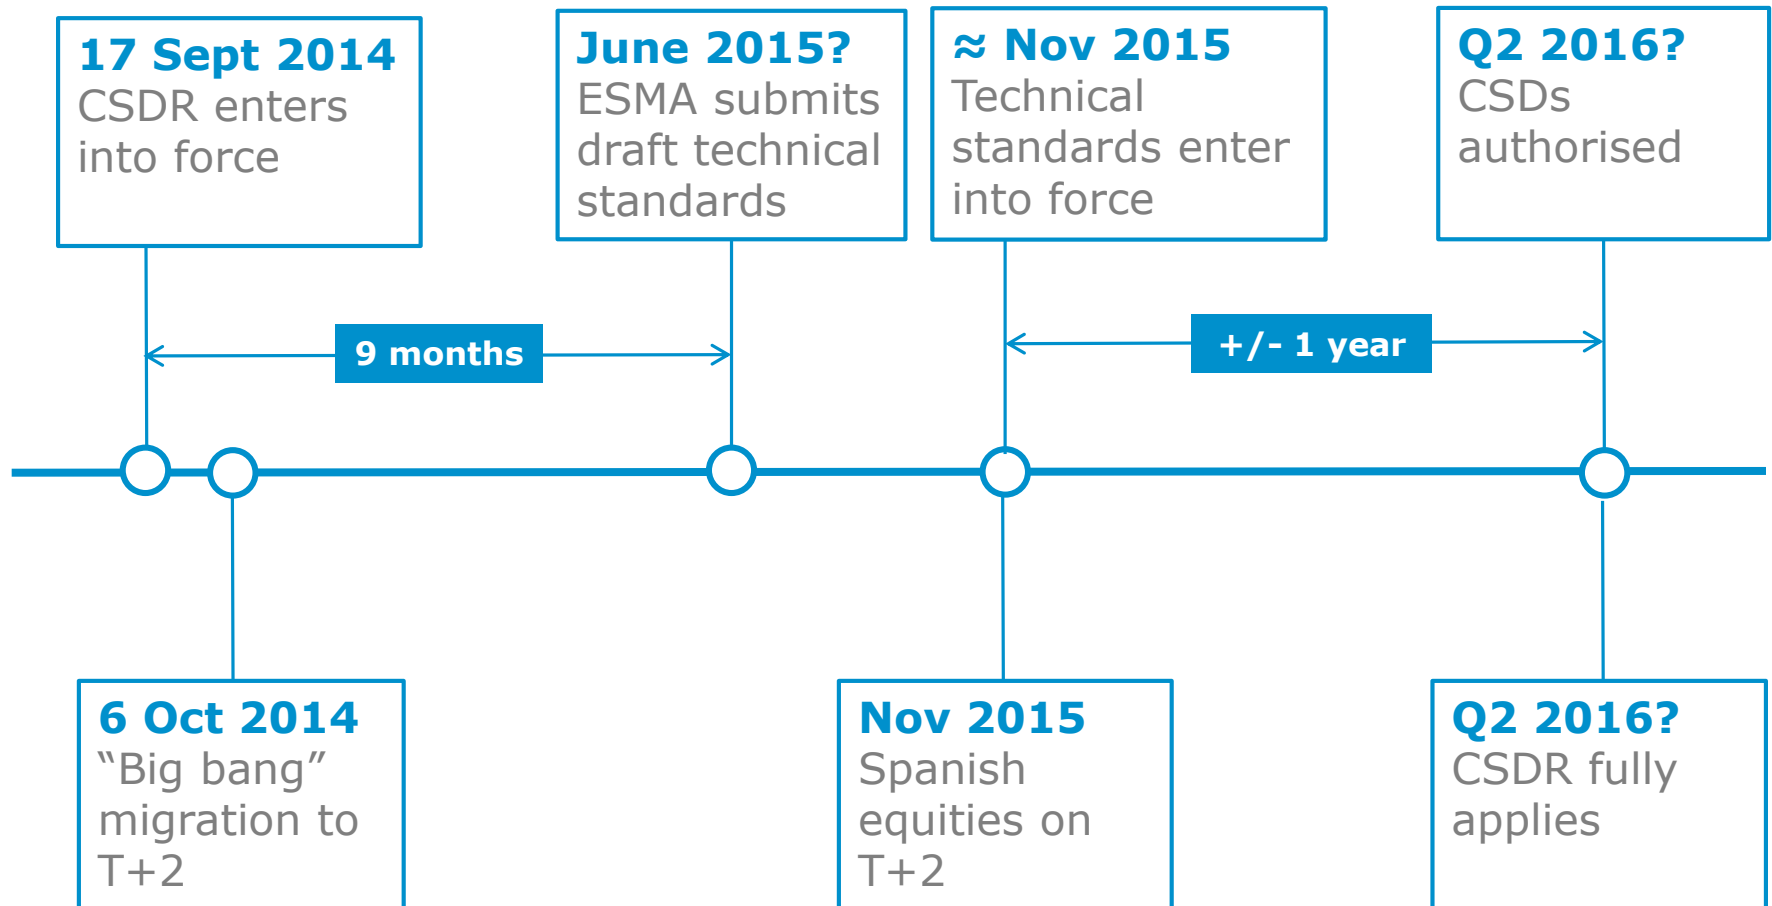 17 Sept 2014
CSDR enters
into force
June 2015?
ESMA submits
draft technical
standards
≈ Nov 2015
Technical
standards enter
into force
Q2 2016?
CSDs
authorised
9 months
+/- 1 year
6 Oct 2014
“Big bang”
migration to
T+2
Nov 2015
Spanish
equities on
T+2
Q2 2016?
CSDR fully
applies